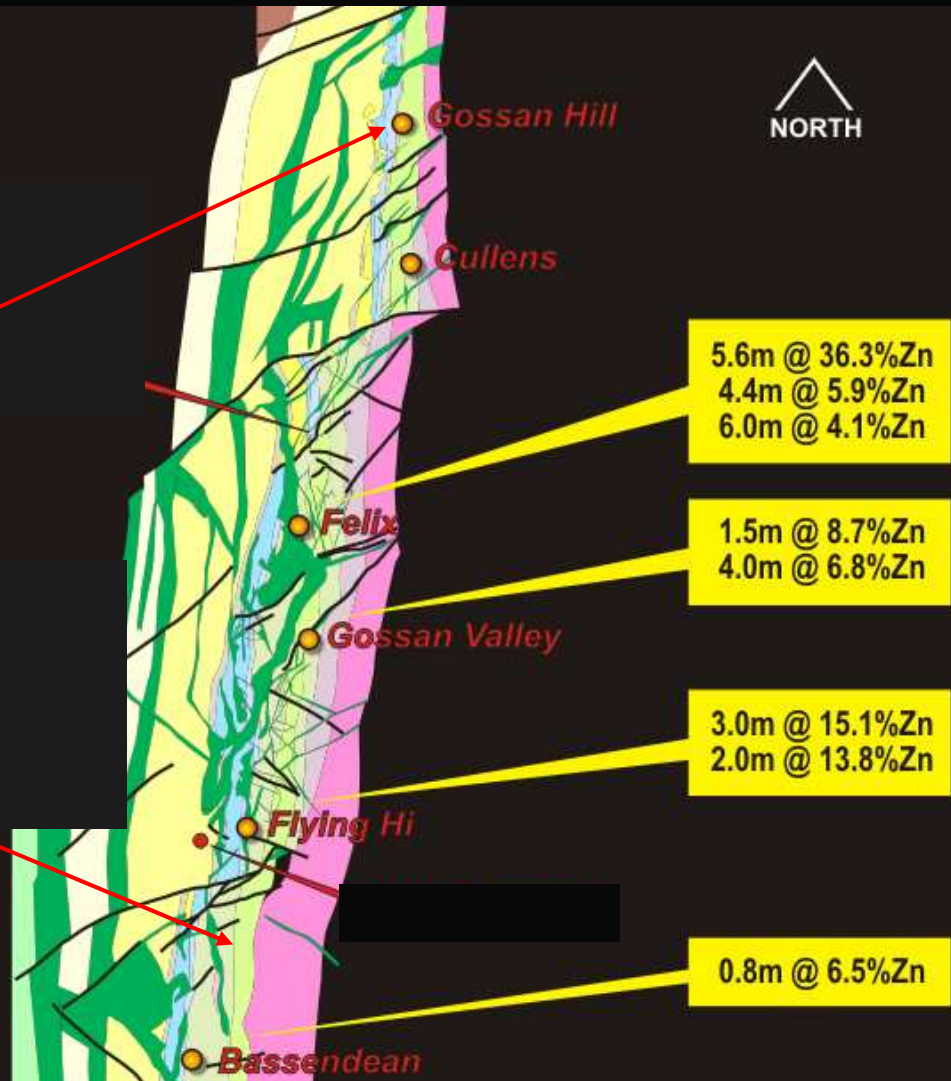 Gossan Hill
NORTH
Cullens
5.6m @ 36.3%Zn
4.4m @ 5.9%Zn
6.0m @ 4.1%Zn
Felix
1.5m @ 8.7%Zn
4.0m @ 6.8%Zn
Gossan Valley
3.0m @ 15.1%Zn
2.0m @ 13.8%Zn
Flying Hi
0.8m @ 6.5%Zn
Bassendean